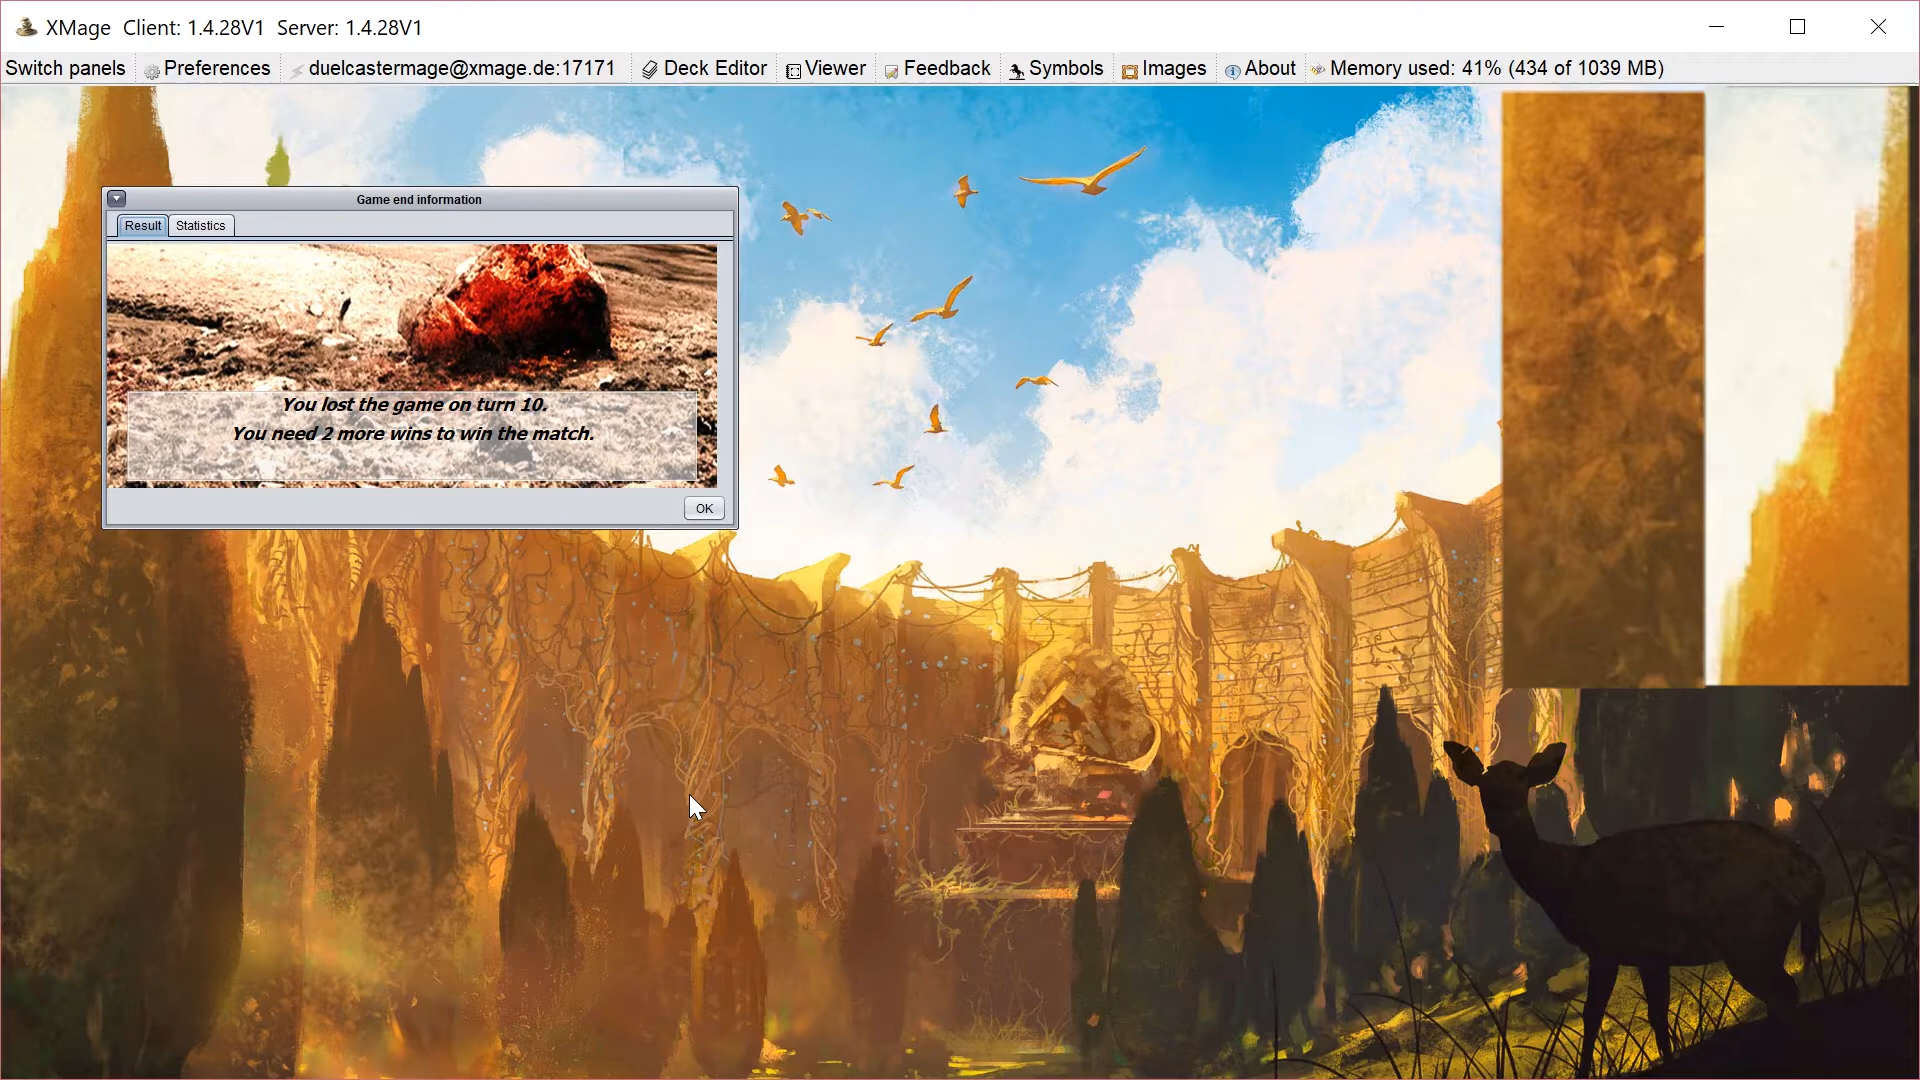 XMage Client: 1.4.28V1 Server: 1.4.28V1
Switch panels Preferences duelcastermage@xmage.de:17171 Deck Editor Viewer Feedback Symbols Images About Memory used: 41% (434 of 1039 MB)
Game end information
Result Statistics
You lost the game on turn 10.
You need 2 more wins to win the match.
OK